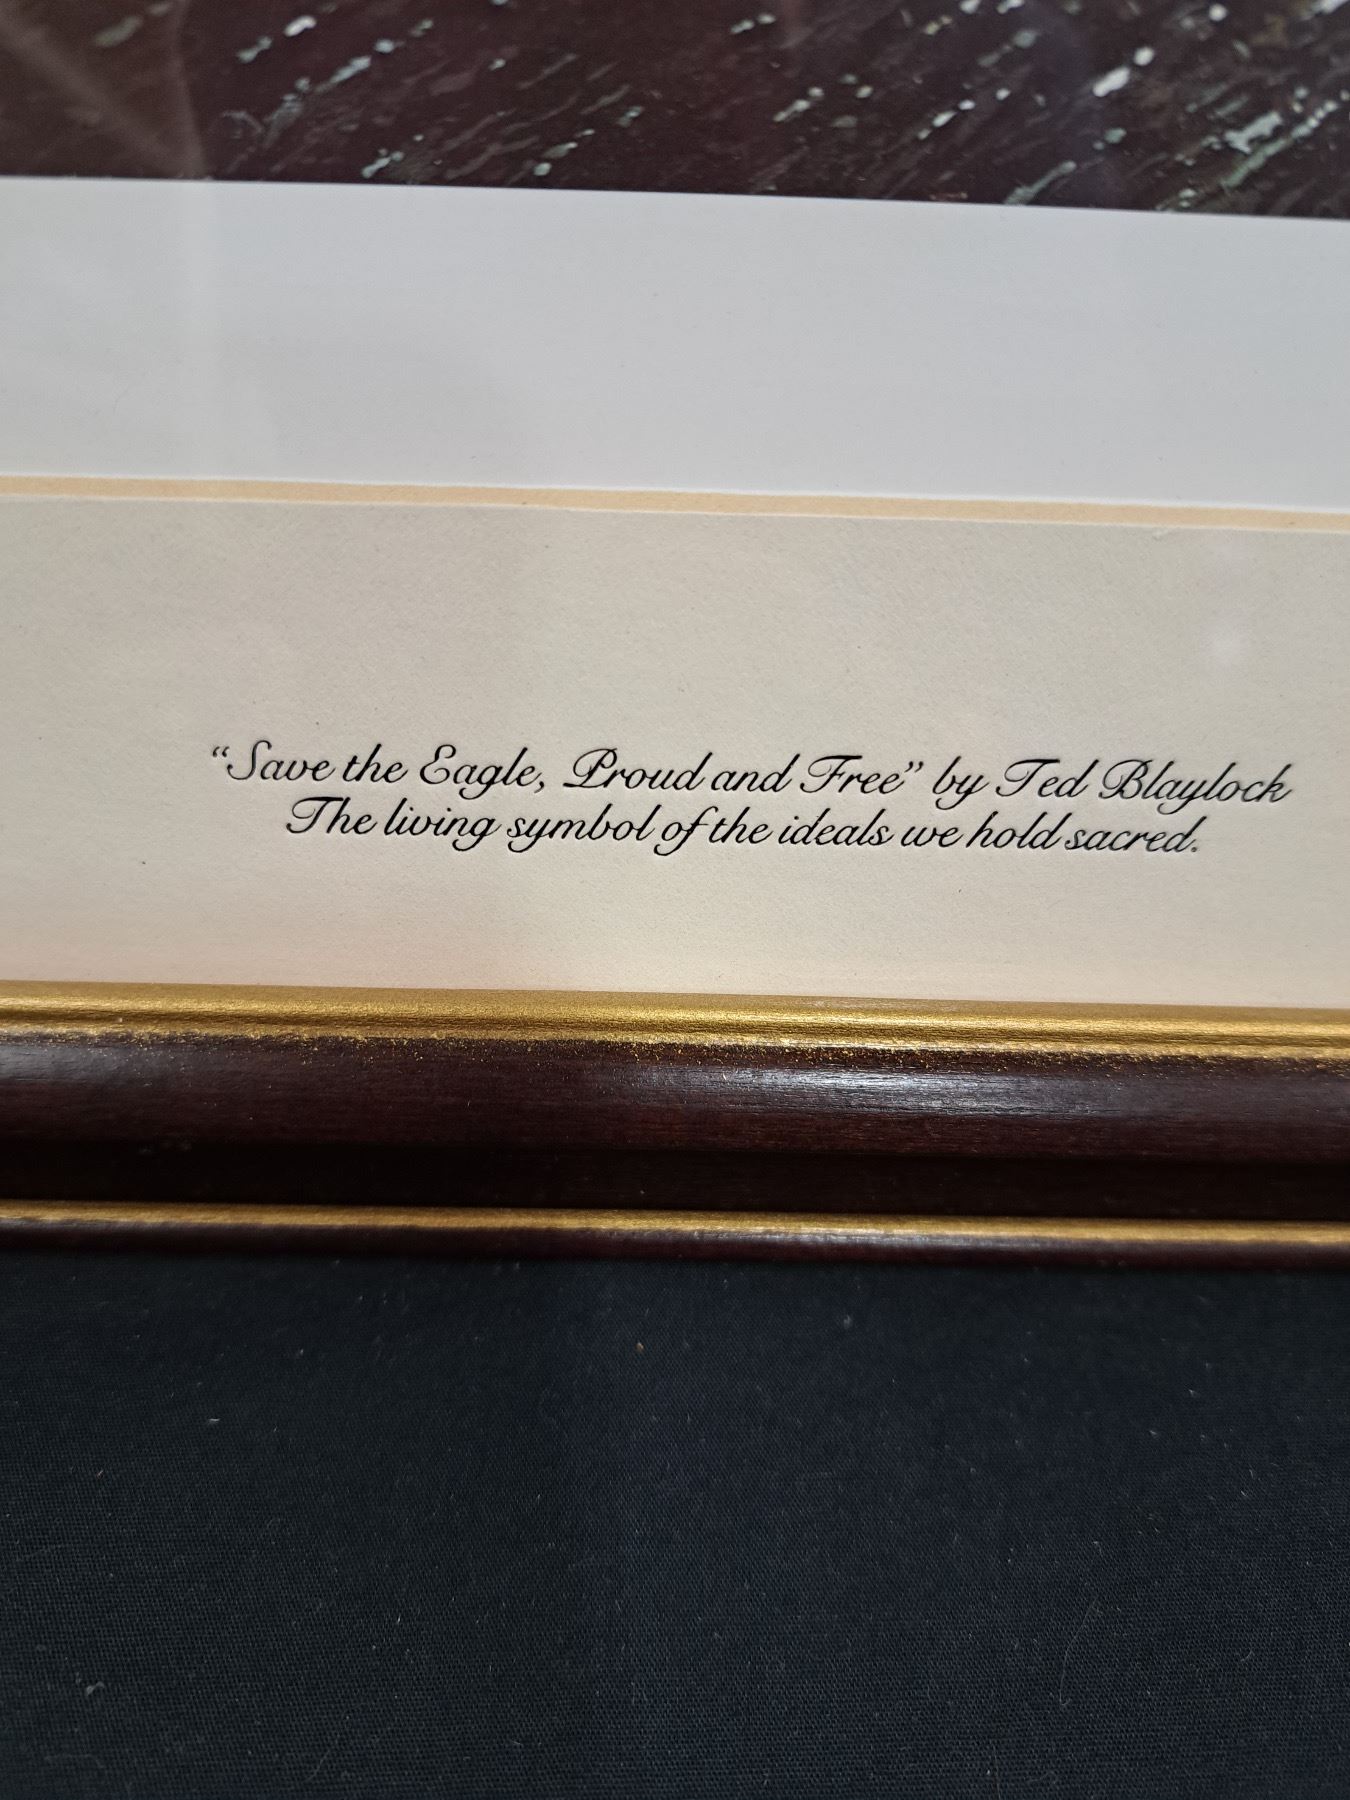 “Save the Eagle, Proud and Free” by Ted Blaylock
The living symbol of the ideals we hold sacred.